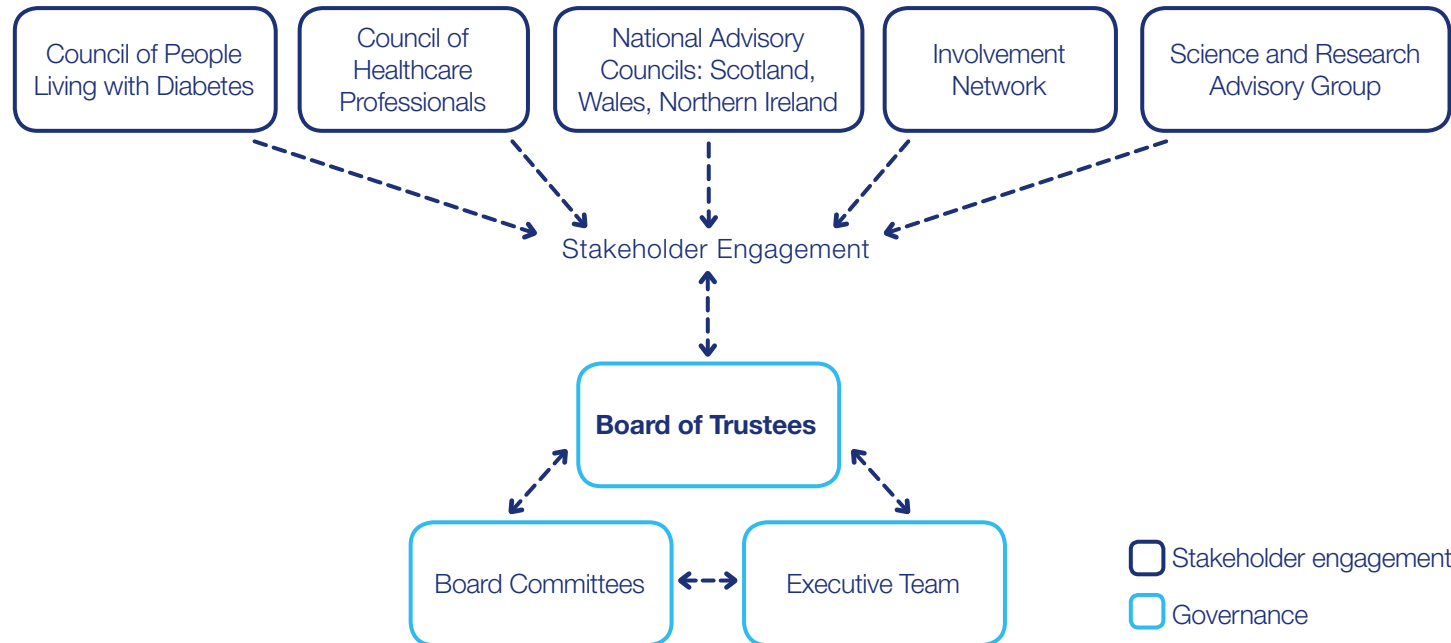 Council of People
Living with Diabetes
Council of
Healthcare
Professionals
National Advisory
Councils: Scotland,
Wales, Northern Ireland
Involvement
Network
Science and Research
Advisory Group
Stakeholder Engagement
Board of Trustees
Board Committees
Executive Team
Stakeholder engagement
Governance